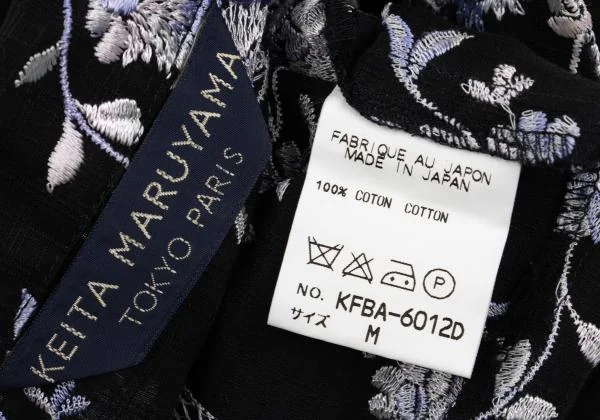 KEITA MARUYAMA
TOKYO PARIS
FABRIQUE AU JAPON
MADE IN JAPAN
100% COTON COTTON
P
NO. KFBA-6012D
サイズ M